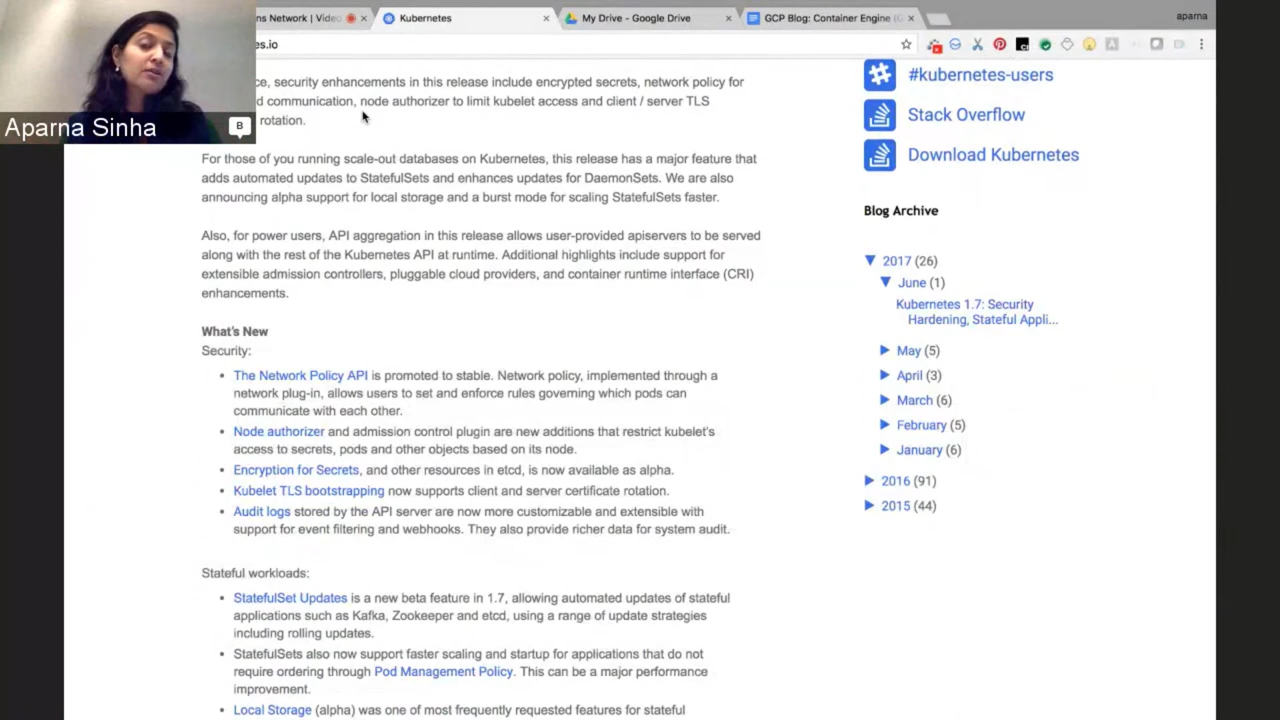 ns Network | Video
Kubernetes
My Drive - Google Drive
GCP Blog: Container Engine (
aparna
es.io
Aparna Sinha
B
ce, security enhancements in this release include encrypted secrets, network policy for
d communication, node authorizer to limit kubelet access and client / server TLS
rotation.
For those of you running scale-out databases on Kubernetes, this release has a major feature that
adds automated updates to StatefulSets and enhances updates for DaemonSets. We are also
announcing alpha support for local storage and a burst mode for scaling StatefulSets faster.
Also, for power users, API aggregation in this release allows user-provided apiservers to be served
along with the rest of the Kubernetes API at runtime. Additional highlights include support for
extensible admission controllers, pluggable cloud providers, and container runtime interface (CRI)
enhancements.
What's New
Security:
• The Network Policy API is promoted to stable. Network policy, implemented through a
network plug-in, allows users to set and enforce rules governing which pods can
communicate with each other.
• Node authorizer and admission control plugin are new additions that restrict kubelet's
access to secrets, pods and other objects based on its node.
• Encryption for Secrets, and other resources in etcd, is now available as alpha.
• Kubelet TLS bootstrapping now supports client and server certificate rotation.
• Audit logs stored by the API server are now more customizable and extensible with
support for event filtering and webhooks. They also provide richer data for system audit.
Stateful workloads:
• StatefulSet Updates is a new beta feature in 1.7, allowing automated updates of stateful
applications such as Kafka, Zookeeper and etcd, using a range of update strategies
including rolling updates.
• StatefulSets also now support faster scaling and startup for applications that do not
require ordering through Pod Management Policy. This can be a major performance
improvement.
• Local Storage (alpha) was one of most frequently requested features for stateful
#kubernetes-users
Stack Overflow
Download Kubernetes
Blog Archive
▼ 2017 (26)
▼ June (1)
Kubernetes 1.7: Security
Hardening, Stateful Appli...
► May (5)
► April (3)
► March (6)
► February (5)
► January (6)
► 2016 (91)
► 2015 (44)